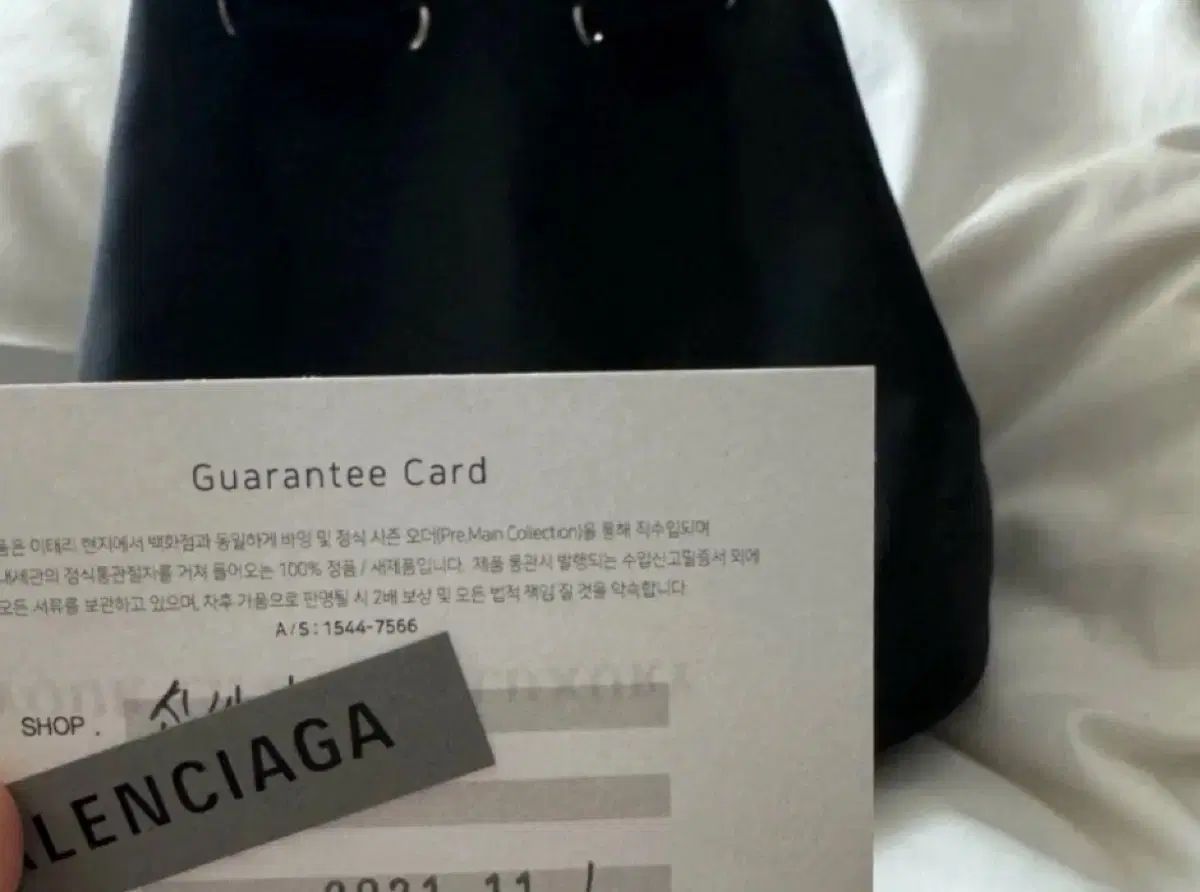 Guarantee Card
품은 이태리 현지에서 백화점과 동일하게 바잉 및 정식 시즌 오더(Pre,Main Collection)을 통해 직수입되며
내세관의 정식통관절차를 거쳐 들어오는 100% 정품 / 새제품입니다. 제품 통관시 발행되는 수입신고필증서 외에
모든 서류를 보관하고 있으며, 차후 가품으로 판명될 시 2배 보상 및 모든 법적 책임 질 것을 약속합니다
A/S : 1544-7566
SHOP .
ALENCIAGA
2021 11